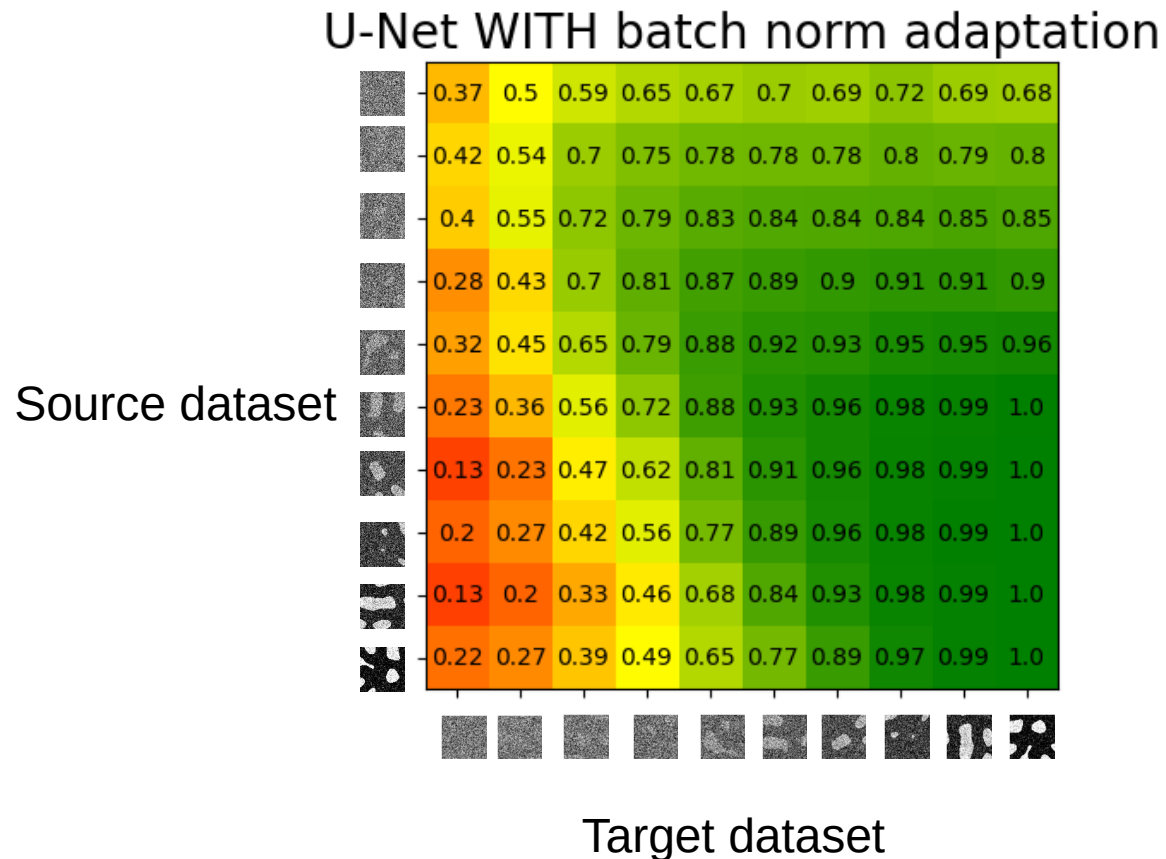 U-Net WITH batch norm adaptation
0.37 0.5 0.59 0.65 0.67 0.7 0.69 0.72 0.69 0.68
0.42 0.54 0.7 0.75 0.78 0.78 0.78 0.8 0.79 0.8
0.4 0.55 0.72 0.79 0.83 0.84 0.84 0.84 0.85 0.85
0.28 0.43 0.7 0.81 0.87 0.89 0.9 0.91 0.91 0.9
0.32 0.45 0.65 0.79 0.88 0.92 0.93 0.95 0.95 0.96
Source dataset
0.23 0.36 0.56 0.72 0.88 0.93 0.96 0.98 0.99 1.0
0.13 0.23 0.47 0.62 0.81 0.91 0.96 0.98 0.99 1.0
0.2 0.27 0.42 0.56 0.77 0.89 0.96 0.98 0.99 1.0
0.13 0.2 0.33 0.46 0.68 0.84 0.93 0.98 0.99 1.0
0.22 0.27 0.39 0.49 0.65 0.77 0.89 0.97 0.99 1.0
Target dataset